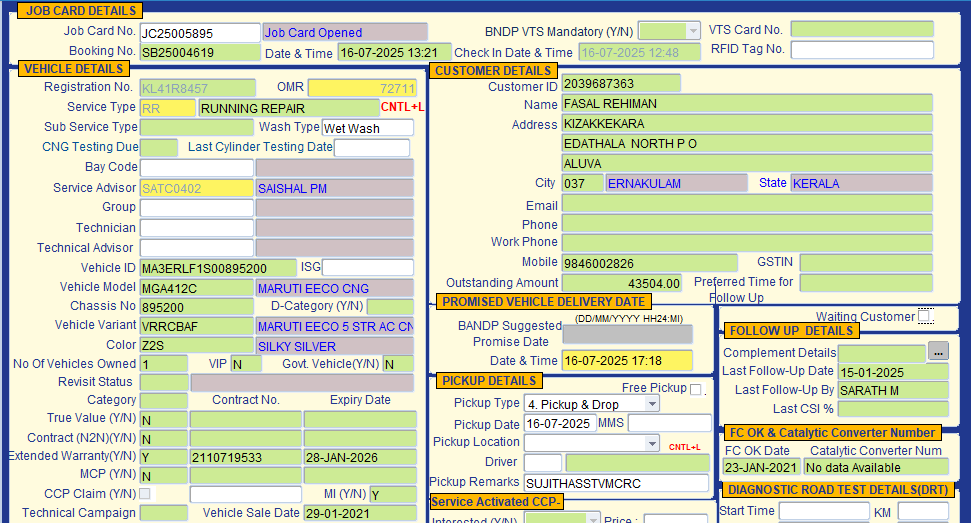 JOB CARD DETAILS
Job Card No. JC25005895 Job Card Opened BNDP VTS Mandatory (Y/N) VTS Card No.
Booking No. SB25004619 Date & Time 16-07-2025 13:21 Check In Date & Time 16-07-2025 12:48 RFID Tag No.
VEHICLE DETAILS
Registration No. KL41R8457 OMR 72711
Service Type RR RUNNING REPAIR CNTL+L
Sub Service Type Wash Type Wet Wash
CNG Testing Due Last Cylinder Testing Date
Bay Code
Service Advisor SATC0402 SAISHAL PM
Group
Technician
Technical Advisor
Vehicle ID MA3ERLF1S00895200 ISG
Vehicle Model MGA412C MARUTI EECO CNG
Chassis No 895200 D-Category (Y/N)
Vehicle Variant VRRCBAF MARUTI EECO 5 STR AC CN
Color Z2S SILKY SILVER
No Of Vehicles Owned 1 VIP N Govt. Vehicle(Y/N) N
Revisit Status
Category Contract No. Expiry Date
True Value (Y/N) N
Contract (N2N)(Y/N) N
Extended Warranty(Y/N) Y 2110719533 28-JAN-2026
MCP (Y/N) N
CCP Claim (Y/N) MI (Y/N) Y
Technical Campaign Vehicle Sale Date 29-01-2021
CUSTOMER DETAILS
Customer ID 2039687363
Name FASAL REHIMAN
Address KIZAKKEKARA
EDATHALA NORTH P O
ALUVA
City 037 ERNAKULAM State KERALA
Email
Phone
Work Phone
Mobile 9846002826 GSTIN
Outstanding Amount 43504.00 Preferred Time for
Follow Up
PROMISED VEHICLE DELIVERY DATE
(DD/MM/YYYY HH24:MI)
BANDP Suggested
Promise Date
Date & Time 16-07-2025 17:18
PICKUP DETAILS
Free Pickup
Pickup Type 4. Pickup & Drop
Pickup Date 16-07-2025 MMS
Pickup Location CNTL+L
Driver
Pickup Remarks SUJITHASSTVMCRC
Service Activated CCP-
Interested (Y/N) Price :
Waiting Customer
FOLLOW UP DETAILS
Complement Details ...
Last Follow-Up Date 15-01-2025
Last Follow-Up By SARATH M
Last CSI %
FC OK & Catalytic Converter Number
FC OK Date Catalytic Converter Num
23-JAN-2021 No data Available
DIAGNOSTIC ROAD TEST DETAILS(DRT)
Start Time KM